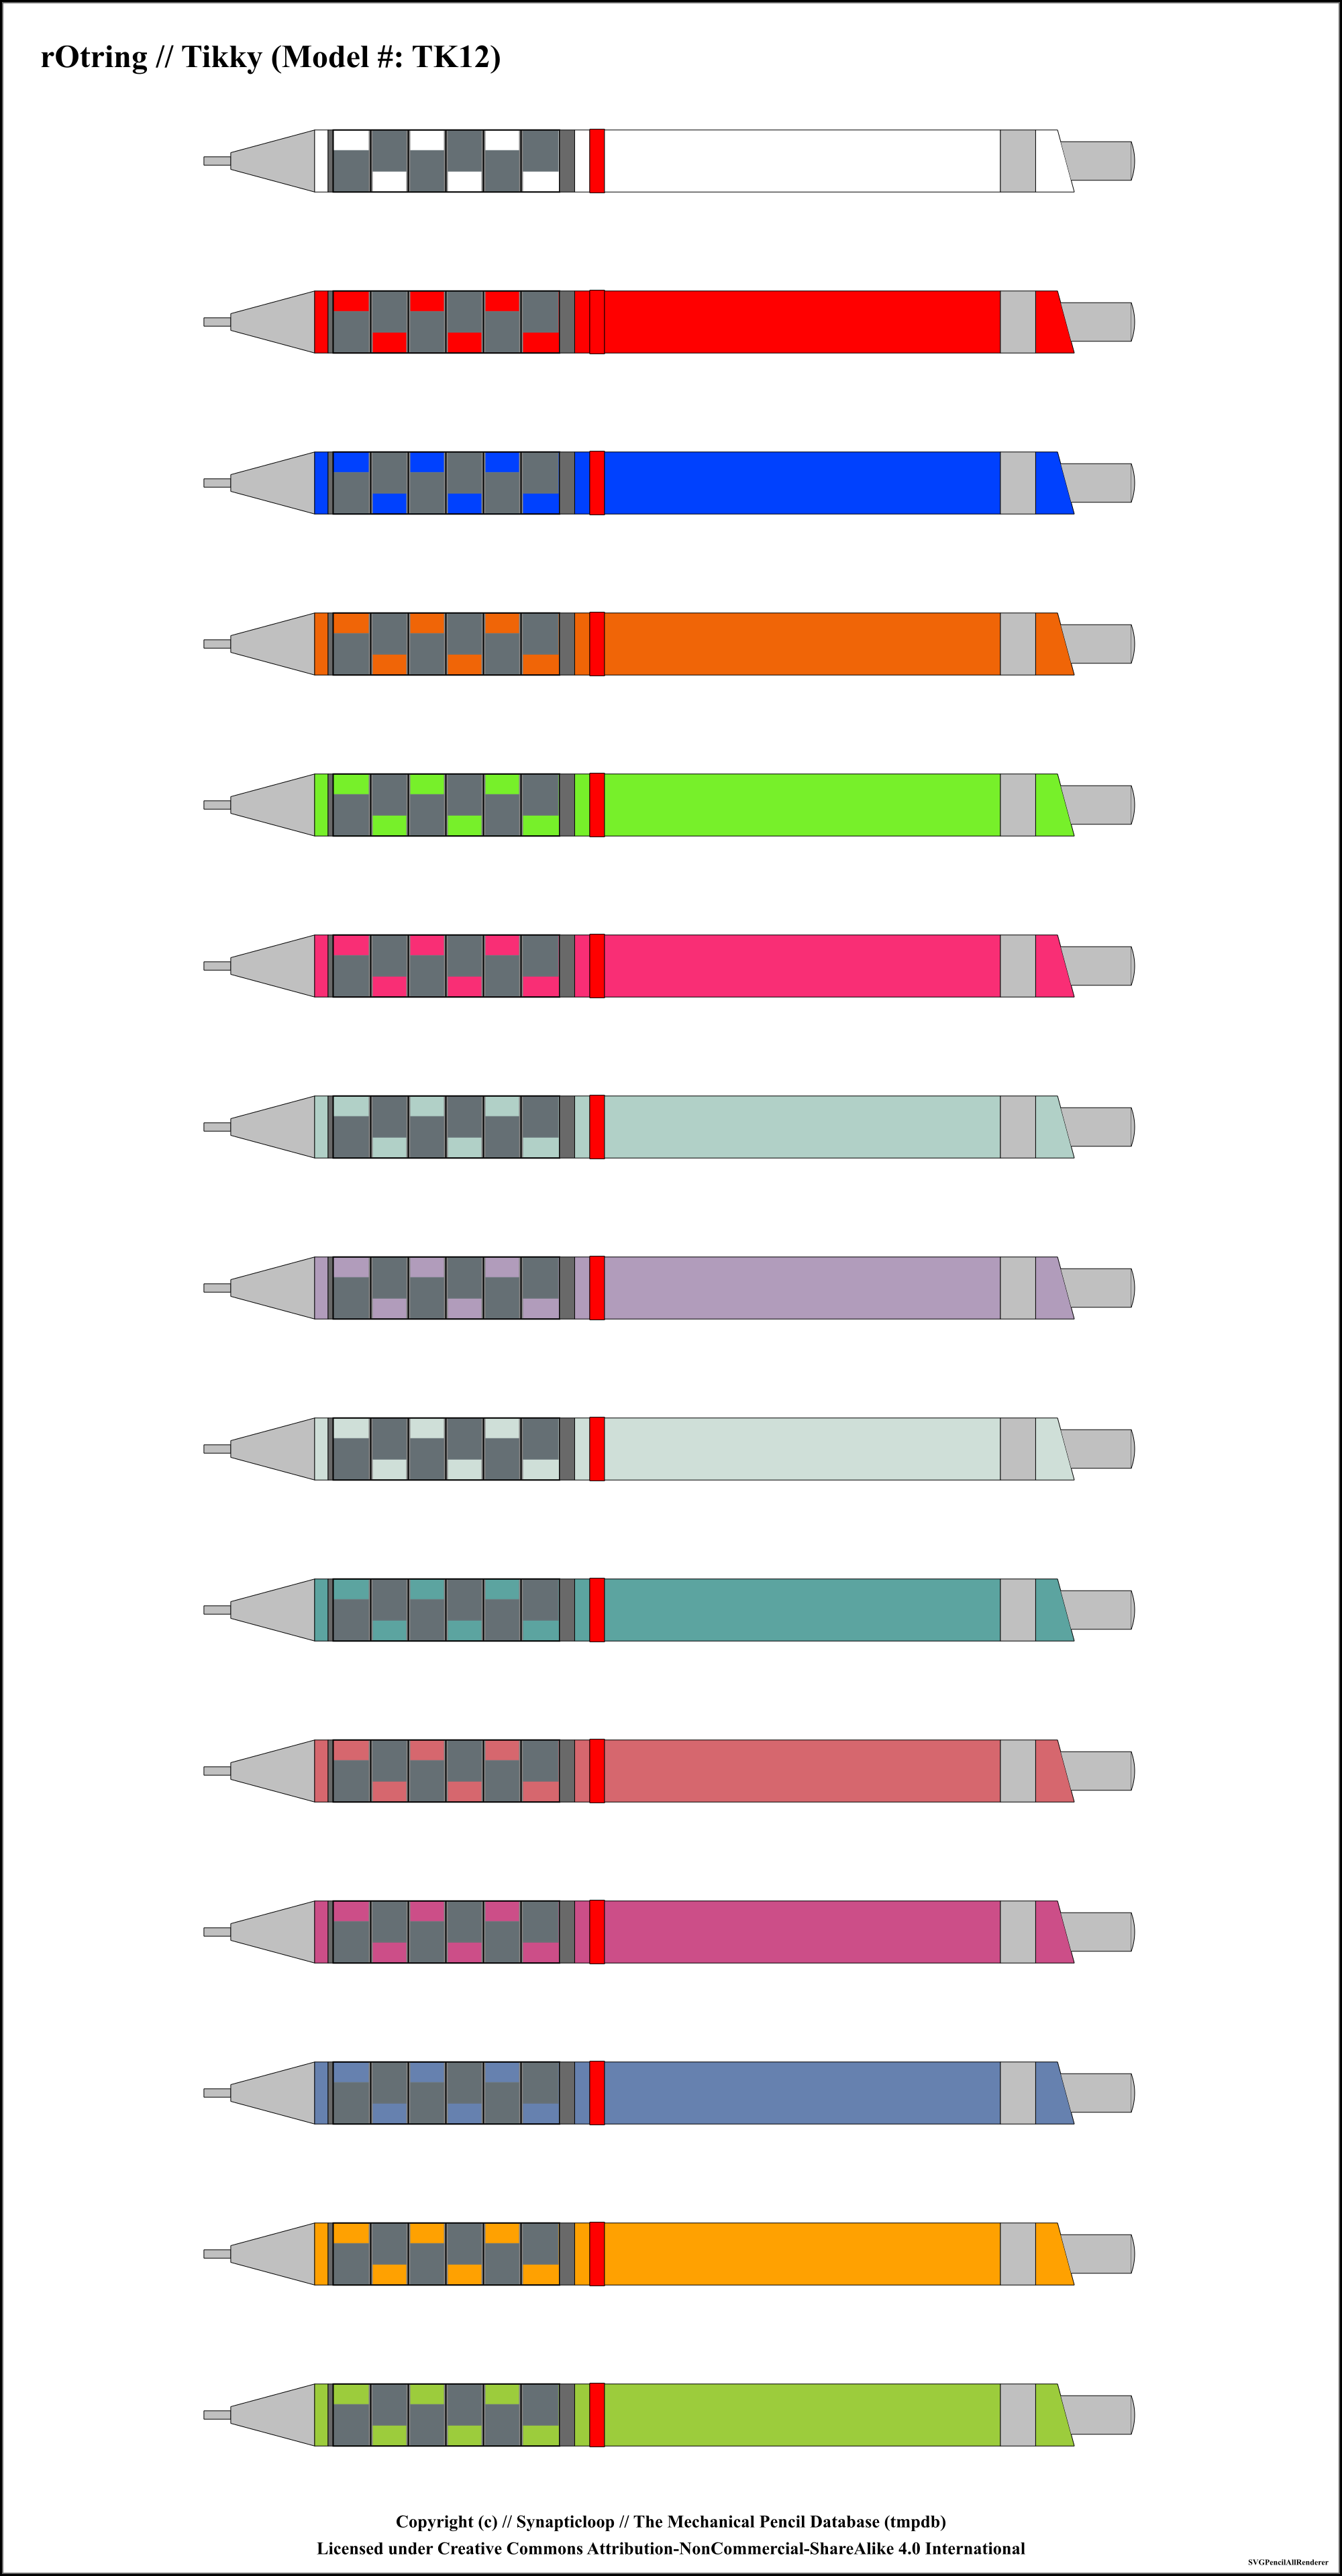 rOtring // Tikky (Model #: TK12)
Copyright (c) // Synapticloop // The Mechanical Pencil Database (tmpdb)
Licensed under Creative Commons Attribution-NonCommercial-ShareAlike 4.0 International
SVGPencilAllRenderer